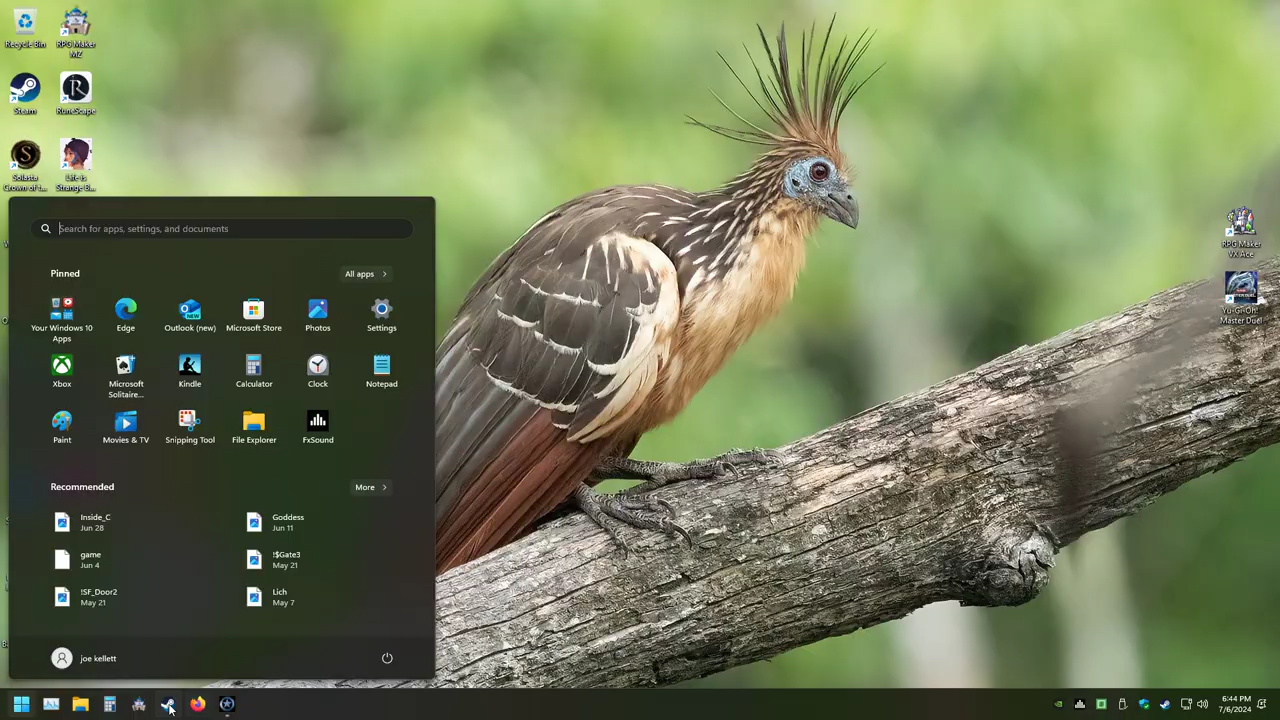 Recycle Bin
RPG Maker
MZ
Steam
RuneScape
Solasta
Crown of t...
Life is
Strange B...
Search for apps, settings, and documents
Pinned
All apps
Your Windows 10
Apps
Edge
Outlook (new)
Microsoft Store
Photos
Settings
Xbox
Microsoft
Solitaire...
Kindle
Calculator
Clock
Notepad
Paint
Movies & TV
Snipping Tool
File Explorer
FxSound
Recommended
More
Inside_C
Jun 28
Goddess
Jun 11
game
Jun 4
!$Gate3
May 21
!SF_Door2
May 21
Lich
May 7
joe kellett
RPG Maker
VX Ace
Yu-Gi-Oh!
Master Duel
6:44 PM
7/6/2024